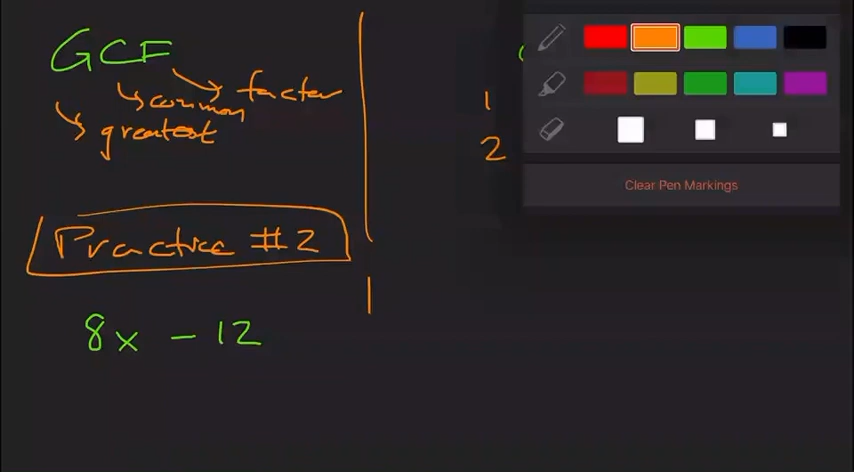 GCF
factor
common
greatest
Practice #2
8x - 12
1
2
Clear Pen Markings